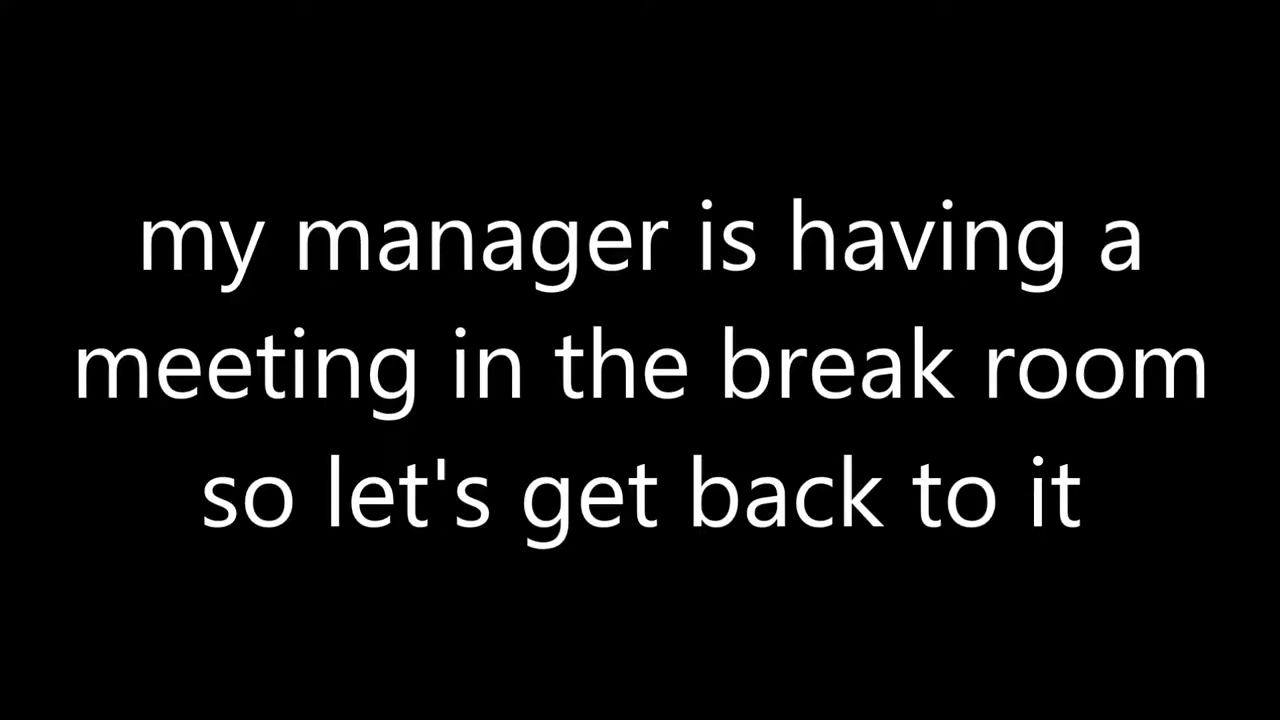 my manager is having a
meeting in the break room
so let's get back to it